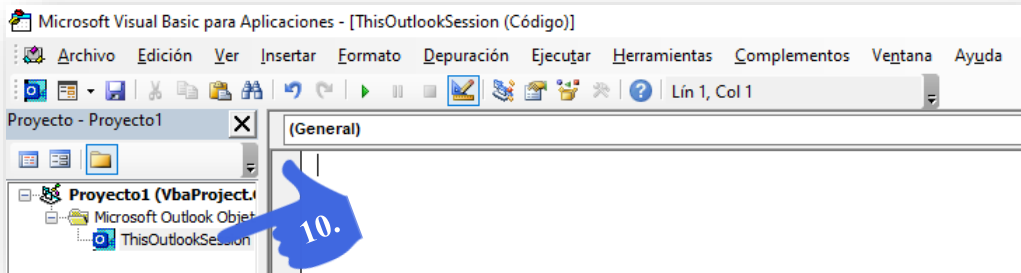 Microsoft Visual Basic para Aplicaciones - [ThisOutlookSession (Código)]
Archivo Edición Ver Insertar Formato Depuración Ejecutar Herramientas Complementos Ventana Ayuda
Lín 1, Col 1
Proyecto - Proyecto1
(General)
Proyecto1 (VbaProject.
Microsoft Outlook Objet
ThisOutlookSession
10.